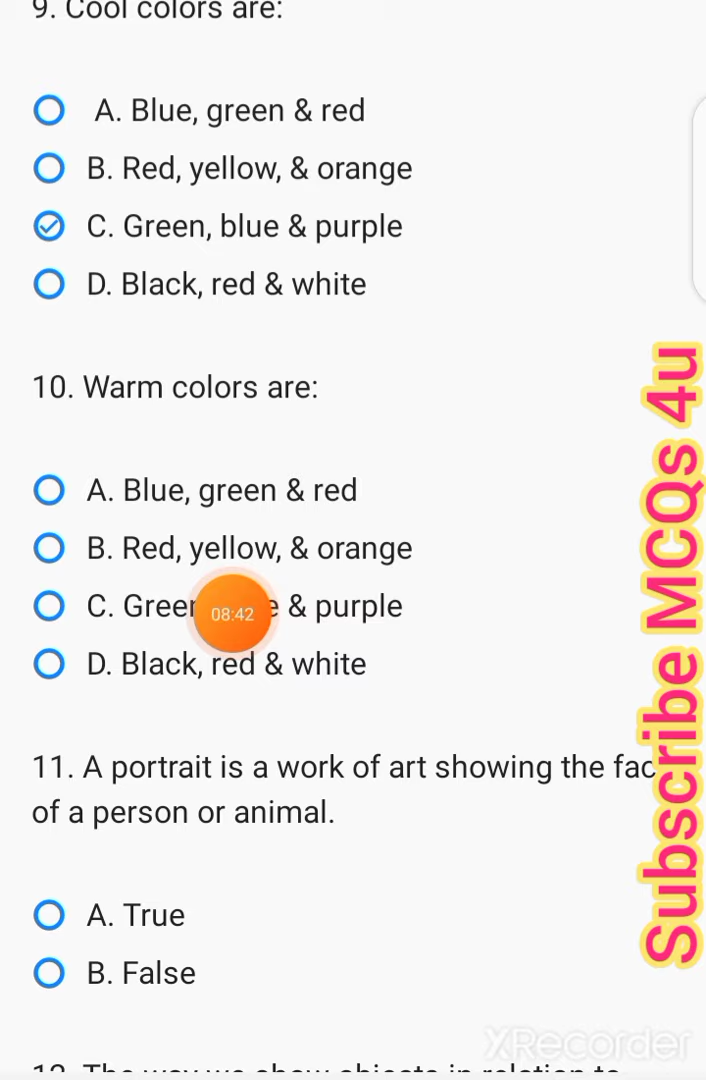 9. Cool colors are:
A. Blue, green & red
B. Red, yellow, & orange
C. Green, blue & purple
D. Black, red & white
10. Warm colors are:
A. Blue, green & red
B. Red, yellow, & orange
C. & purple
08:42
D. Black, red & white
11. A portrait is a work of art showing the
of a person or animal.
A. True
B. False
Subscribe MCQs 4u
XRecorder